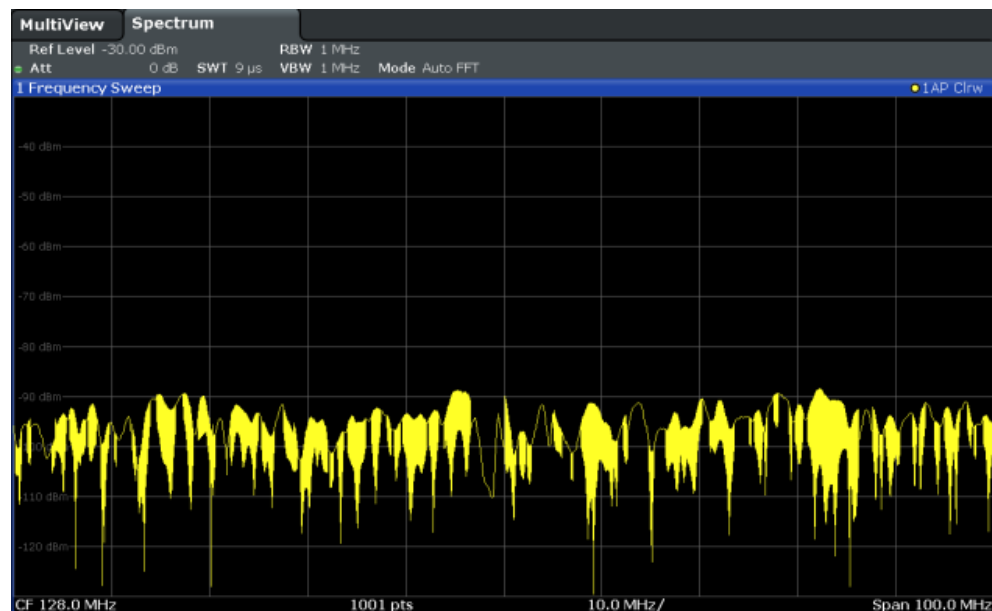 MultiView Spectrum
Ref Level -30.00 dBm RBW 1 MHz
Att 0 dB SWT 9 µs VBW 1 MHz Mode Auto FFT
1 Frequency Sweep 1AP Clrw
-40 dBm
-50 dBm
-60 dBm
-70 dBm
-80 dBm
-90 dBm
-110 dBm
-120 dBm
CF 128.0 MHz 1001 pts 10.0 MHz/ Span 100.0 MHz